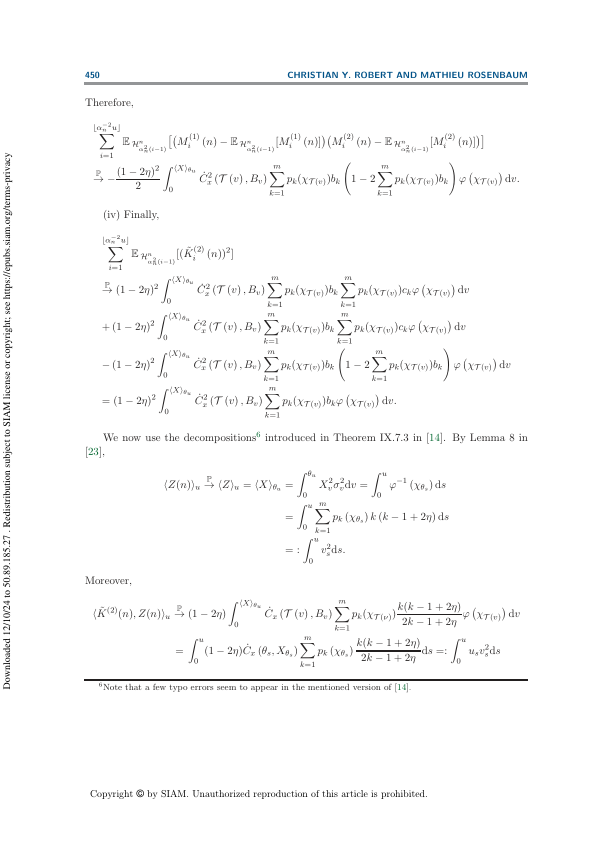 450 CHRISTIAN Y. ROBERT AND MATHIEU ROSENBAUM
Therefore,
$\sum_{i=1}^{\lfloor \alpha_n^{-2} u \rfloor} \mathbb{E}_{\mathcal{H}^n_{\alpha_n^2(i-1)}} [(M_i^{(1)}(n) - \mathbb{E}_{\mathcal{H}^n_{\alpha_n^2(i-1)}}[M_i^{(1)}(n)])(M_i^{(2)}(n) - \mathbb{E}_{\mathcal{H}^n_{\alpha_n^2(i-1)}}[M_i^{(2)}(n)])]$
$\overset{\mathbb{P}}{\to} -\frac{(1-2\eta)^2}{2} \int_0^{\langle X \rangle_{\theta_u}} \dot{C}_x^2 (\mathcal{T}(v), B_v) \sum_{k=1}^m p_k(\chi_{\mathcal{T}(v)}) b_k \left(1 - 2 \sum_{k=1}^m p_k(\chi_{\mathcal{T}(v)}) b_k \right) \varphi (\chi_{\mathcal{T}(v)}) \, \mathrm{d}v.$
(iv) Finally,
$\sum_{i=1}^{\lfloor \alpha_n^{-2} u \rfloor} \mathbb{E}_{\mathcal{H}^n_{\alpha_n^2(i-1)}} [(\tilde{K}_i^{(2)}(n))^2]$
$\overset{\mathbb{P}}{\to} (1-2\eta)^2 \int_0^{\langle X \rangle_{\theta_u}} \dot{C}_x^2 (\mathcal{T}(v), B_v) \sum_{k=1}^m p_k(\chi_{\mathcal{T}(v)}) b_k \sum_{k=1}^m p_k(\chi_{\mathcal{T}(v)}) c_k \varphi (\chi_{\mathcal{T}(v)}) \, \mathrm{d}v$
$+ (1-2\eta)^2 \int_0^{\langle X \rangle_{\theta_u}} \dot{C}_x^2 (\mathcal{T}(v), B_v) \sum_{k=1}^m p_k(\chi_{\mathcal{T}(v)}) b_k \sum_{k=1}^m p_k(\chi_{\mathcal{T}(v)}) c_k \varphi (\chi_{\mathcal{T}(v)}) \, \mathrm{d}v$
$- (1-2\eta)^2 \int_0^{\langle X \rangle_{\theta_u}} \dot{C}_x^2 (\mathcal{T}(v), B_v) \sum_{k=1}^m p_k(\chi_{\mathcal{T}(v)}) b_k \left(1 - 2 \sum_{k=1}^m p_k(\chi_{\mathcal{T}(v)}) b_k \right) \varphi (\chi_{\mathcal{T}(v)}) \, \mathrm{d}v$
$= (1-2\eta)^2 \int_0^{\langle X \rangle_{\theta_u}} \dot{C}_x^2 (\mathcal{T}(v), B_v) \sum_{k=1}^m p_k(\chi_{\mathcal{T}(v)}) b_k \varphi (\chi_{\mathcal{T}(v)}) \, \mathrm{d}v.$
We now use the decompositions⁶ introduced in Theorem IX.7.3 in [14]. By Lemma 8 in
[23],
$\langle Z(n) \rangle_u \overset{\mathbb{P}}{\to} \langle Z \rangle_u = \langle X \rangle_{\theta_u} = \int_0^{\theta_u} X_v^2 \sigma_v^2 \mathrm{d}v = \int_0^u \varphi^{-1} (\chi_{\theta_s}) \, \mathrm{d}s$
$= \int_0^u \sum_{k=1}^m p_k (\chi_{\theta_s}) k (k - 1 + 2\eta) \, \mathrm{d}s$
$=: \int_0^u v_s^2 \mathrm{d}s.$
Moreover,
$\langle \tilde{K}^{(2)}(n), Z(n) \rangle_u \overset{\mathbb{P}}{\to} (1-2\eta) \int_0^{\langle X \rangle_{\theta_u}} \dot{C}_x (\mathcal{T}(v), B_v) \sum_{k=1}^m p_k(\chi_{\mathcal{T}(\nu)}) \frac{k(k-1+2\eta)}{2k-1+2\eta} \varphi (\chi_{\mathcal{T}(v)}) \, \mathrm{d}v$
$= \int_0^u (1-2\eta) \dot{C}_x (\theta_s, X_{\theta_s}) \sum_{k=1}^m p_k (\chi_{\theta_s}) \frac{k(k-1+2\eta)}{2k-1+2\eta} \mathrm{d}s =: \int_0^u u_s v_s^2 \mathrm{d}s$
⁶Note that a few typo errors seem to appear in the mentioned version of [14].
Copyright © by SIAM. Unauthorized reproduction of this article is prohibited.
Downloaded 12/10/24 to 50.89.185.27 . Redistribution subject to SIAM license or copyright; see https://epubs.siam.org/terms-privacy